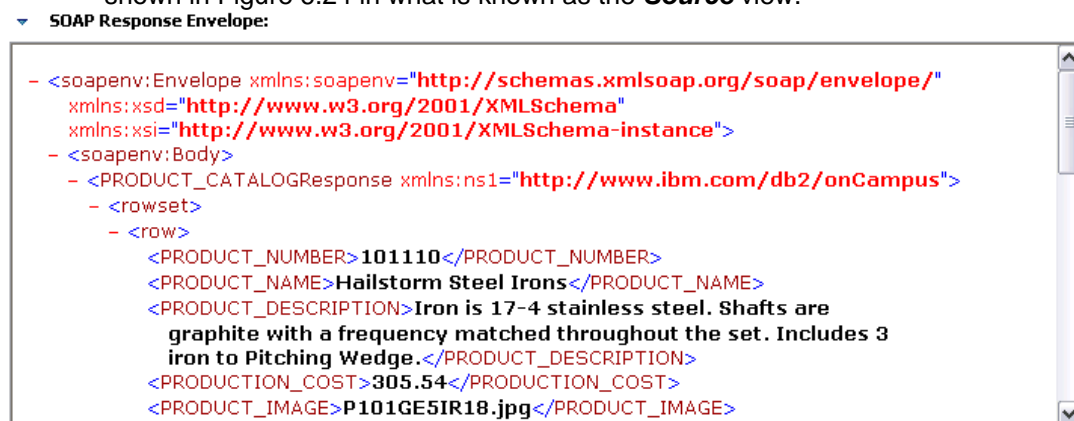 shown in Figure 6.24 in what is known as the Source view.
SOAP Response Envelope:
- <soapenv:Envelope xmlns:soapenv="http://schemas.xmlsoap.org/soap/envelope/"
xmlns:xsd="http://www.w3.org/2001/XMLSchema"
xmlns:xsi="http://www.w3.org/2001/XMLSchema-instance">
- <soapenv:Body>
- <PRODUCT_CATALOGResponse xmlns:ns1="http://www.ibm.com/db2/onCampus">
- <rowset>
- <row>
<PRODUCT_NUMBER>101110</PRODUCT_NUMBER>
<PRODUCT_NAME>Hailstorm Steel Irons</PRODUCT_NAME>
<PRODUCT_DESCRIPTION>Iron is 17-4 stainless steel. Shafts are
graphite with a frequency matched throughout the set. Includes 3
iron to Pitching Wedge.</PRODUCT_DESCRIPTION>
<PRODUCTION_COST>305.54</PRODUCTION_COST>
<PRODUCT_IMAGE>P101GE5IR18.jpg</PRODUCT_IMAGE>